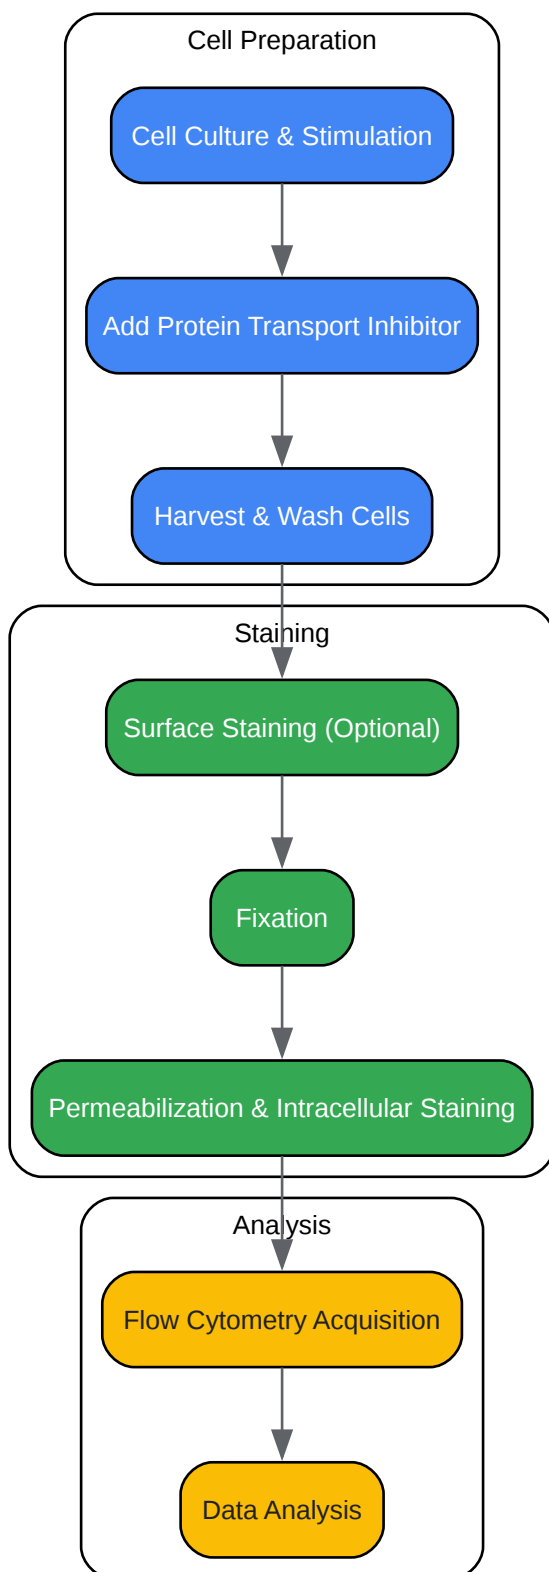 Cell Preparation
Cell Culture & Stimulation
Add Protein Transport Inhibitor
Harvest & Wash Cells
Staining
Surface Staining (Optional)
Fixation
Permeabilization & Intracellular Staining
Analysis
Flow Cytometry Acquisition
Data Analysis